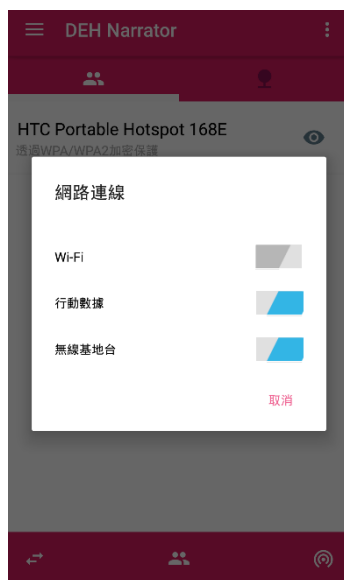 DEH Narrator
HTC Portable Hotspot 168E
透過WPA/WPA2加密保護
網路連線
Wi-Fi
行動數據
無線基地台
取消